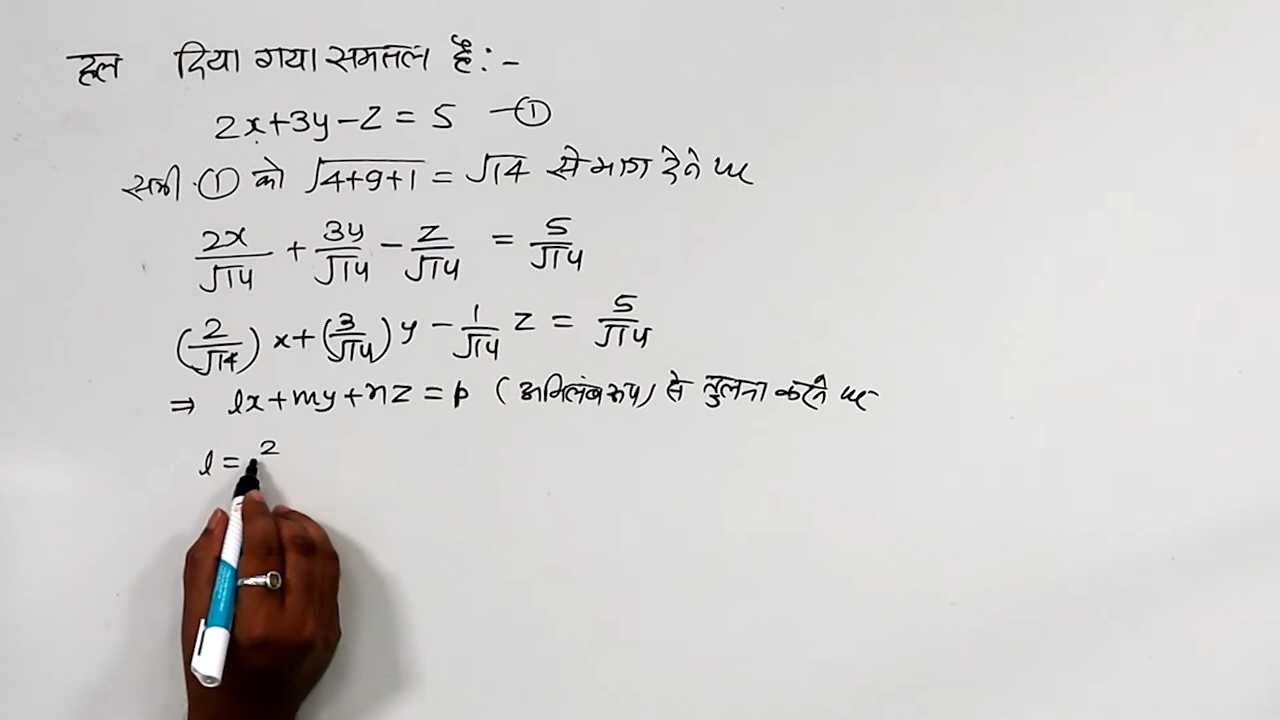 हल दिया गया समतल है:-
2x+3y-z = 5 -①
समी. ① को √4+9+1 = √14 से भाग देने पर
2x/√14 + 3y/√14 - z/√14 = 5/√14
(2/√14) x + (3/√14) y - 1/√14 z = 5/√14
⇒ lx+my+nz = p (अभिलंब रूप) से तुलना करने पर
l = 2